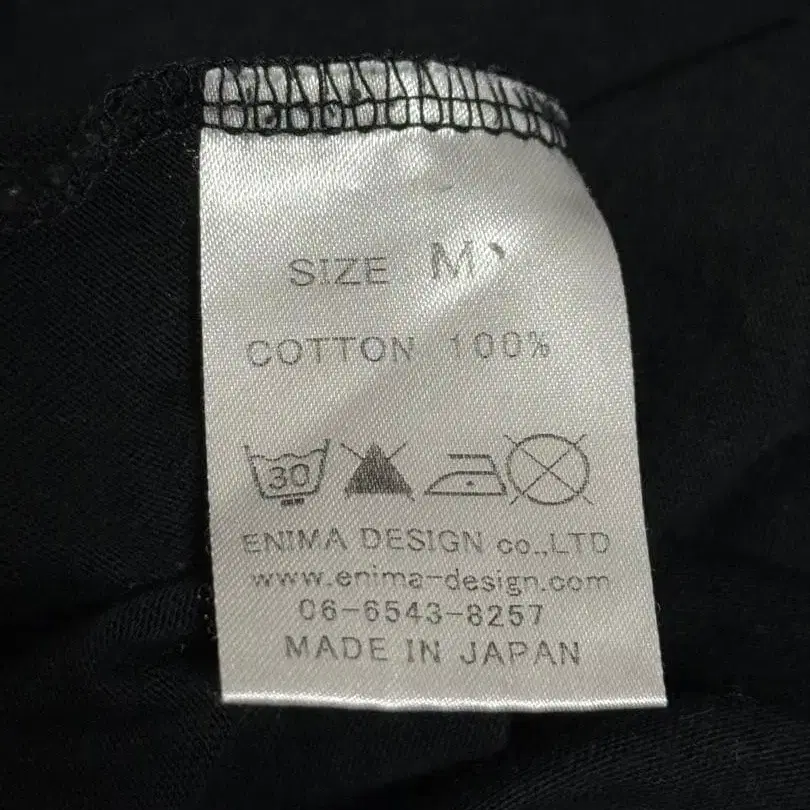 SIZE M
COTTON 100%
30
ENIMA DESIGN co.,LTD
www.enima-design.com
06-6543-8257
MADE IN JAPAN